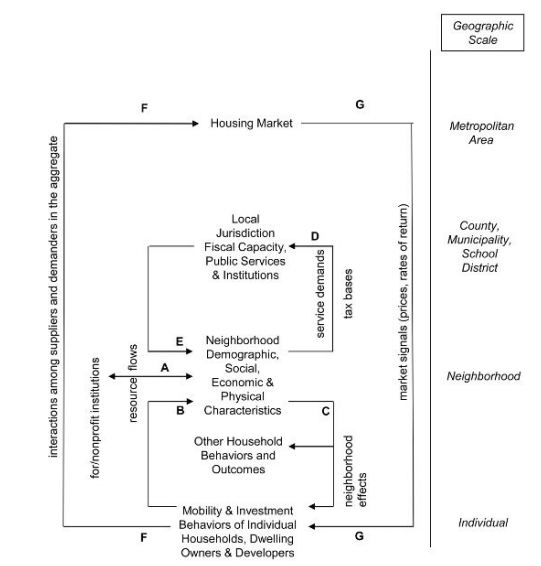 Geographic
Scale
F
G
Housing Market
Metropolitan
Area
interactions among suppliers and demanders in the aggregate
market signals (prices, rates of return)
Local
Jurisdiction
Fiscal Capacity,
Public Services
& Institutions
D
County,
Municipality,
School
District
service demands
tax bases
E
Neighborhood
Demographic,
Social,
Economic &
Physical
Characteristics
A
B
C
for/nonprofit institutions
resource flows
Neighborhood
Other Household
Behaviors and
Outcomes
neighborhood
effects
Mobility & Investment
Behaviors of Individual
Households, Dwelling
Owners & Developers
F
G
Individual